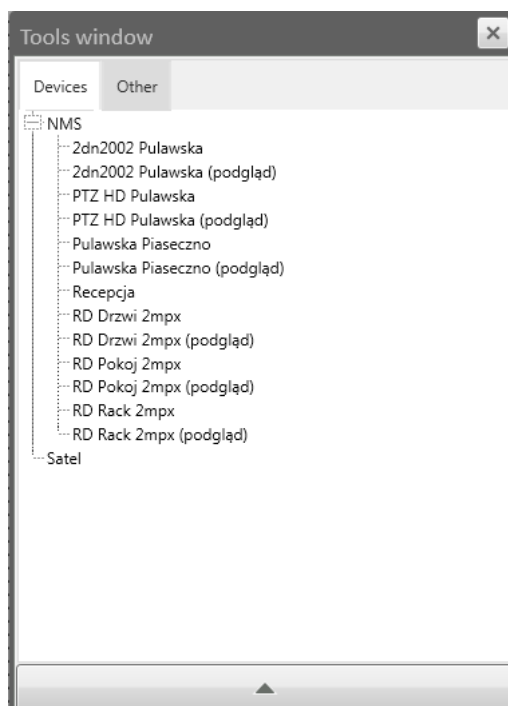 Tools window
Devices Other
NMS
2dn2002 Pulawska
2dn2002 Pulawska (podgląd)
PTZ HD Pulawska
PTZ HD Pulawska (podgląd)
Pulawska Piaseczno
Pulawska Piaseczno (podgląd)
Recepcja
RD Drzwi 2mpx
RD Drzwi 2mpx (podgląd)
RD Pokoj 2mpx
RD Pokoj 2mpx (podgląd)
RD Rack 2mpx
RD Rack 2mpx (podgląd)
Satel